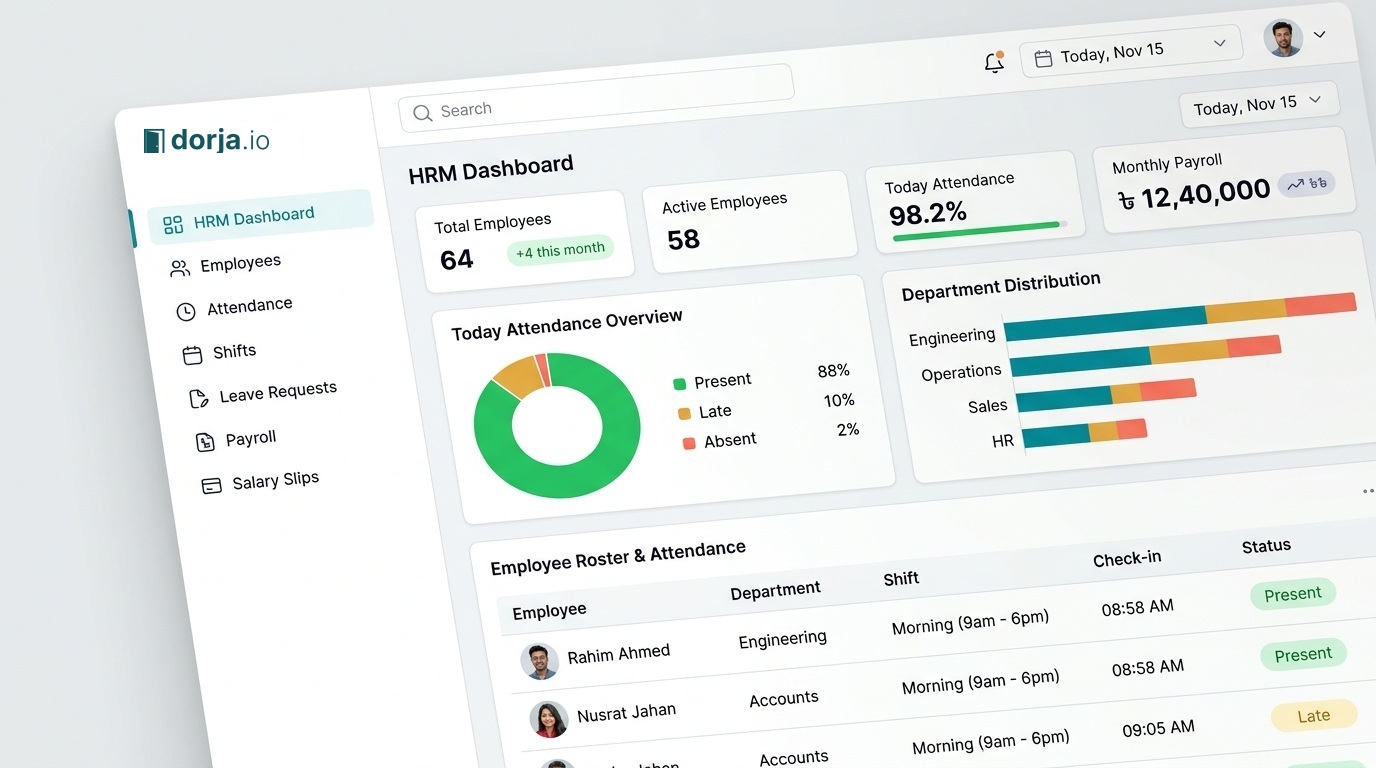 dorja.io
Search
Today, Nov 15
Today, Nov 15
HRM Dashboard
Employees
Attendance
Shifts
Leave Requests
Payroll
Salary Slips
HRM Dashboard
Total Employees
64
+4 this month
Active Employees
58
Today Attendance
98.2%
Monthly Payroll
৳ 12,40,000
৳৳
Today Attendance Overview
Present 88%
Late 10%
Absent 2%
Department Distribution
Engineering
Operations
Sales
HR
Employee Roster & Attendance
Employee Department Shift Check-in Status
Rahim Ahmed Engineering Morning (9am - 6pm) 08:58 AM Present
Nusrat Jahan Accounts Morning (9am - 6pm) 08:58 AM Present
Accounts Morning (9am - 6pm) 09:05 AM Late